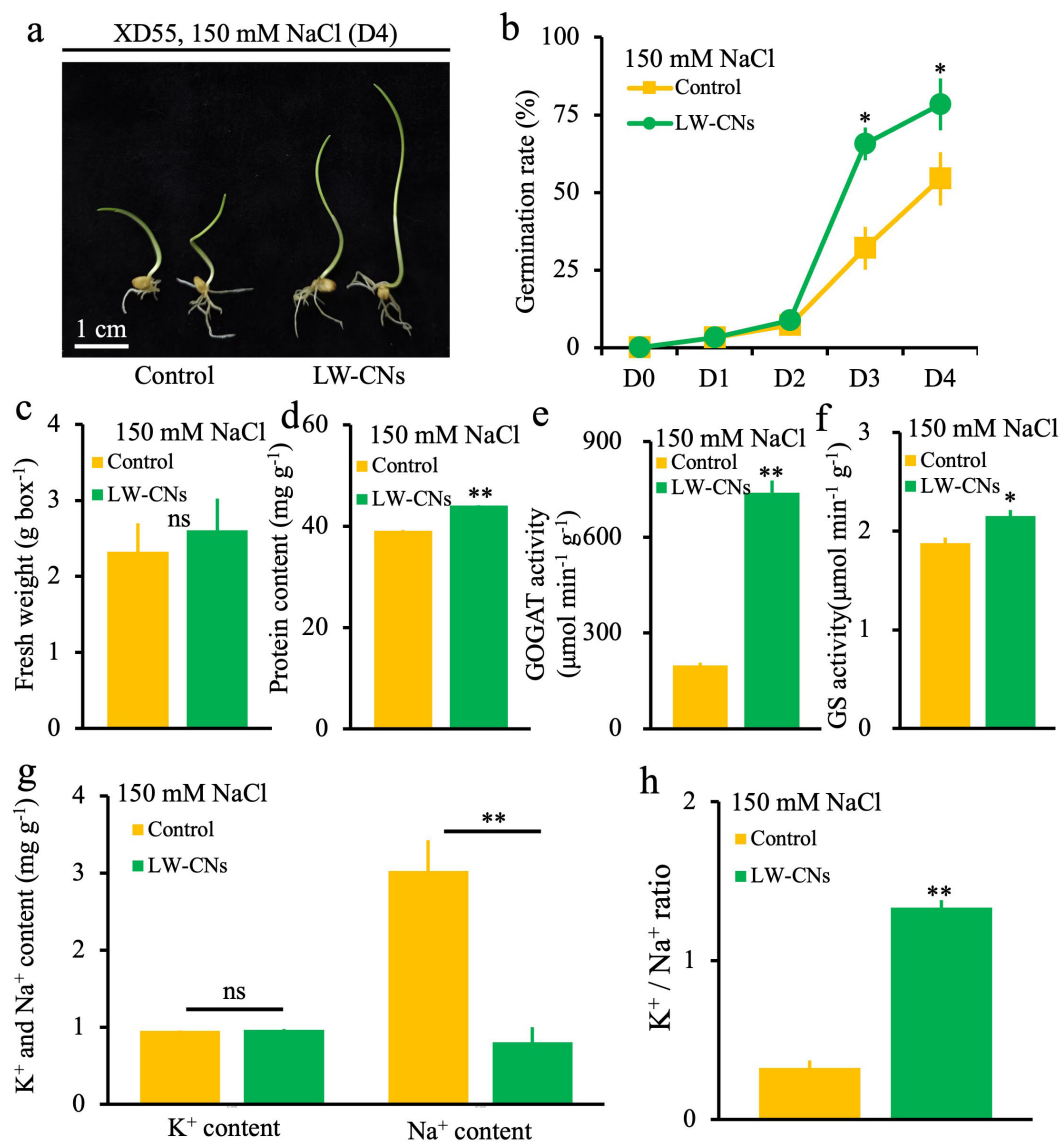 a
XD55, 150 mM NaCl (D4)
1 cm
Control
LW-CNs
b
100
75
50
25
0
Germination rate (%)
150 mM NaCl
Control
LW-CNs
*
*
D0
D1
D2
D3
D4
c
4
3
2
1
0
Fresh weight (g box⁻¹)
150 mM NaCl
Control
LW-CNs
ns
d
60
40
20
0
Protein content (mg g⁻¹)
150 mM NaCl
Control
LW-CNs
**
e
900
600
300
0
GOGAT activity
(μmol min⁻¹ g⁻¹)
150 mM NaCl
Control
LW-CNs
**
f
3
2
1
0
GS activity(μmol min⁻¹ g⁻¹)
150 mM NaCl
Control
LW-CNs
*
g
4
3
2
1
0
K⁺ and Na⁺ content (mg g⁻¹)
150 mM NaCl
Control
LW-CNs
ns
**
K⁺ content
Na⁺ content
h
2
1
0
K⁺ / Na⁺ ratio
150 mM NaCl
Control
LW-CNs
**